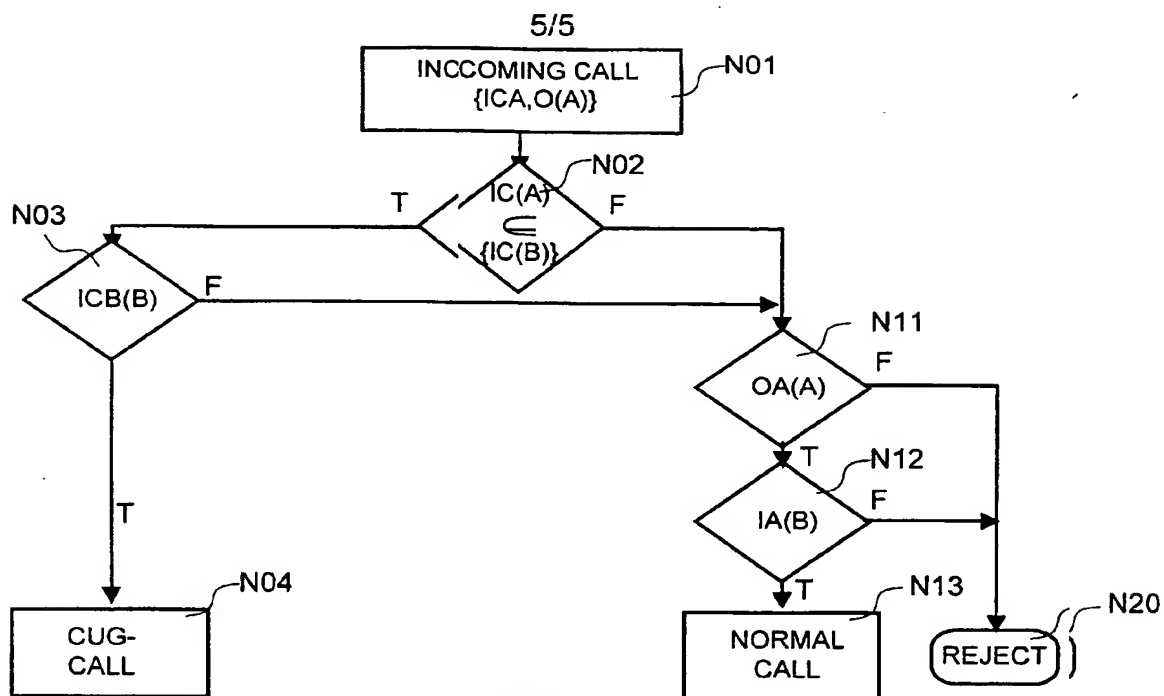 5/5
INCCOMING CALL
{ICA,O(A)}
N01
N02
IC(A)
∈
{IC(B)}
T
F
N03
ICB(B)
F
N11
OA(A)
F
T
N12
IA(B)
F
T
T
N04
CUG-
CALL
N13
NORMAL
CALL
N20
REJECT